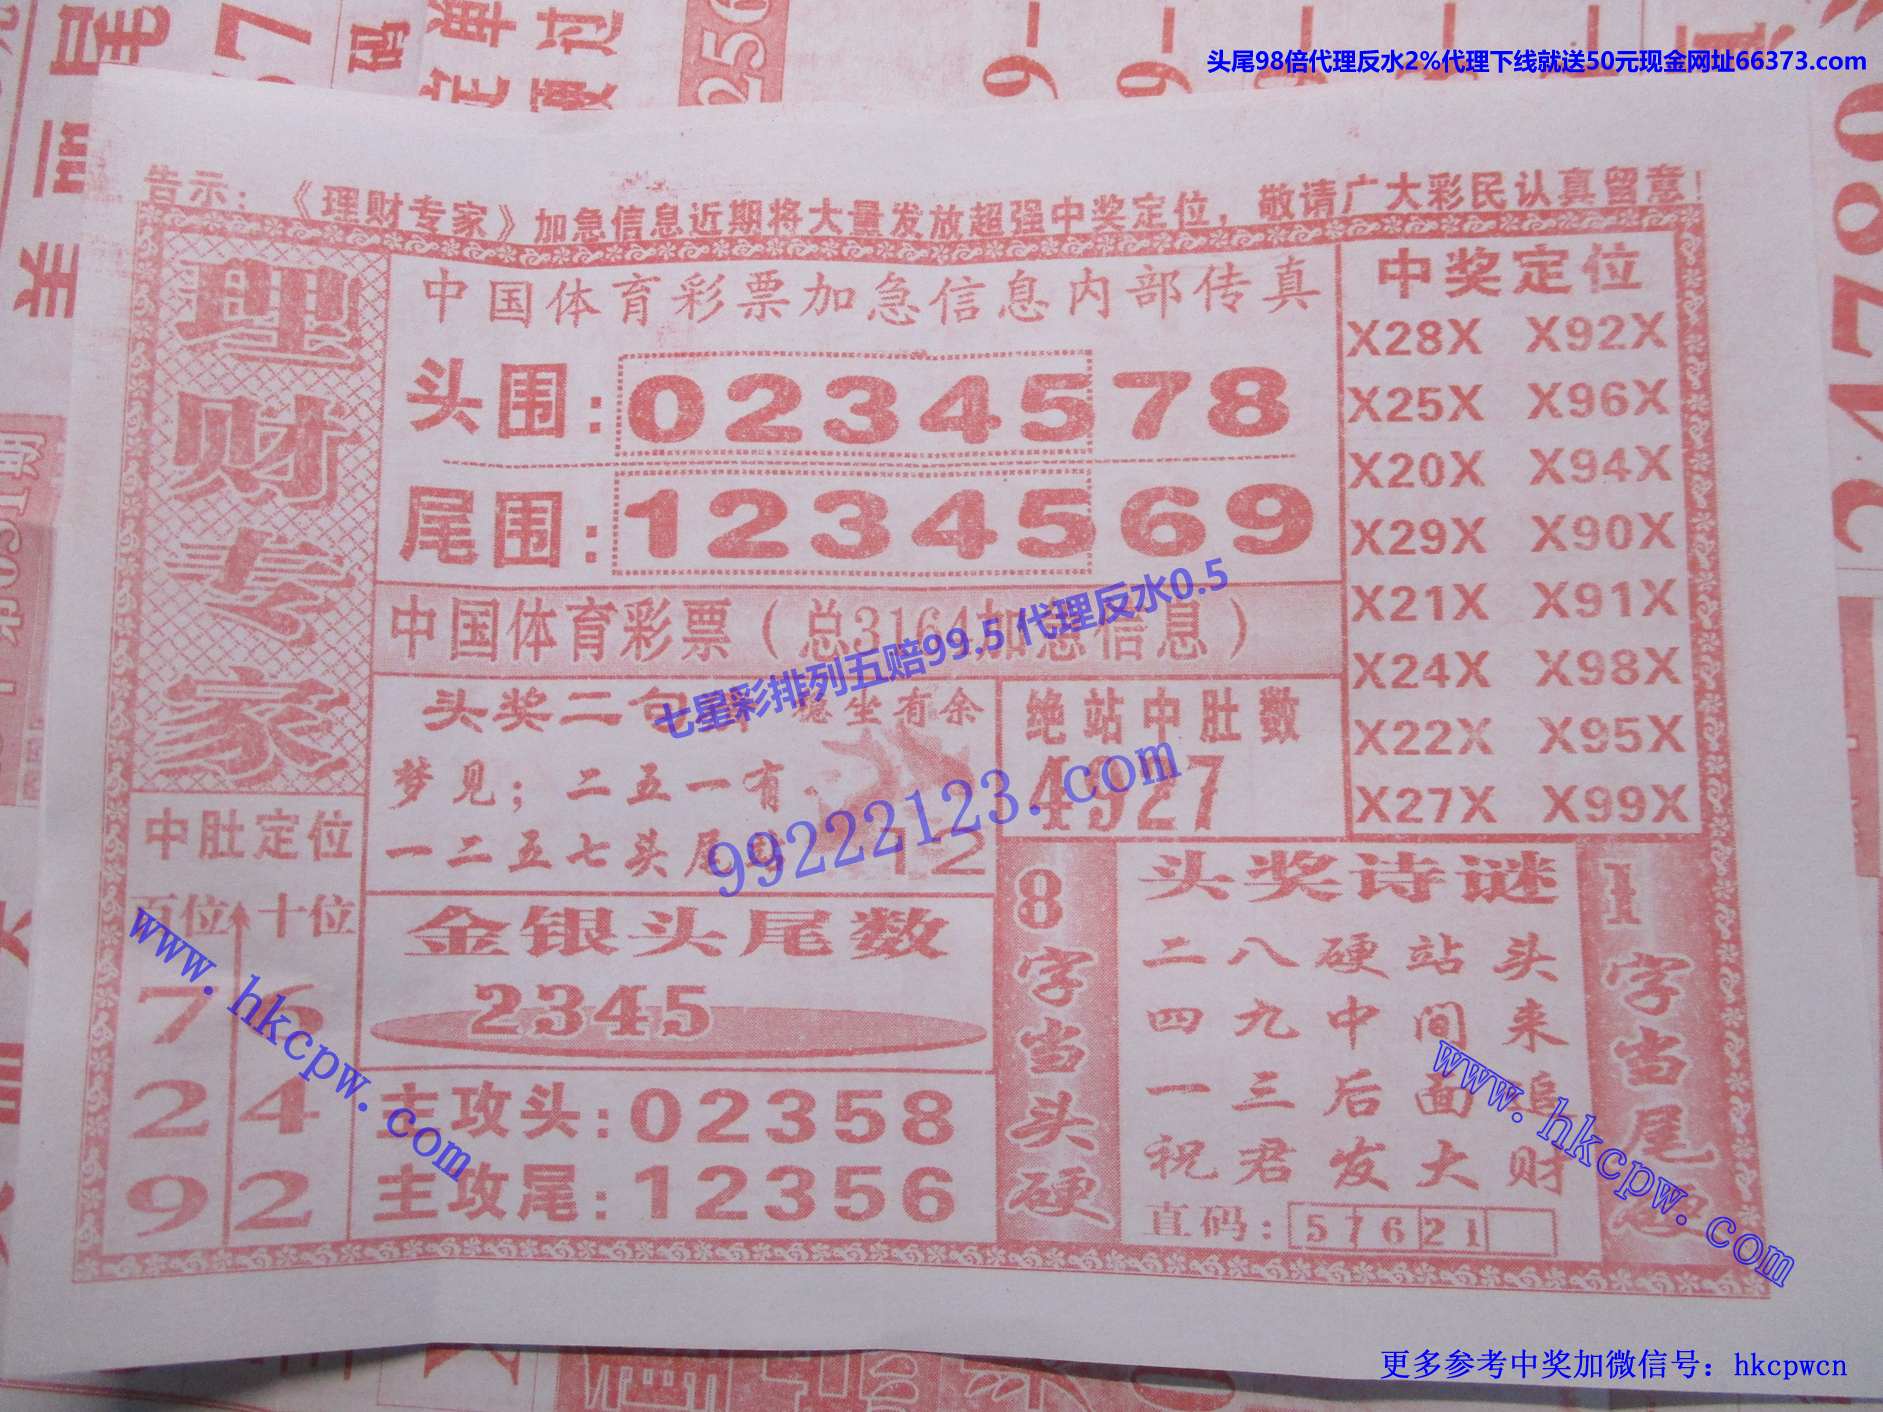 头尾98倍代理反水2%代理下线就送50元现金网址66373.com
告示：《理财专家》加急信息近期将大量发放超强中奖定位，敬请广大彩民认真留意！
理财专家
中国体育彩票加急信息内部传真
头围：0234578
尾围：1234569
中国体育彩票（总3164加急信息）
七星彩排列五赔99.5 代理反水0.5
中奖定位
X28X X92X
X25X X96X
X20X X94X
X29X X90X
X21X X91X
X24X X98X
X22X X95X
X27X X99X
头奖二句 坐有余
梦见；二五一有
一二五七头尾 12
绝站中肚数
4927
99222123.com
中肚定位
百位 十位
7 6
2 4
9 2
金银头尾数
2345
主攻头：02358
主攻尾：12356
8字当头硬
头奖诗谜
二八硬站头
四九中间来
一三后面追
祝君发大财
直码：57621
1字当尾
www.hkcpw.com
www.hkcpw.com
更多参考中奖加微信号：hkcpwcn